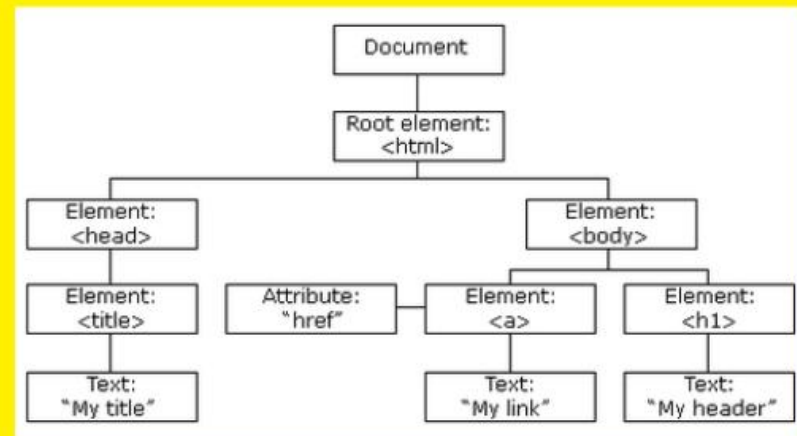 Document
Root element:
<html>
Element:
<head>
Element:
<body>
Element:
<title>
Attribute:
“href”
Element:
<a>
Element:
<h1>
Text:
“My title”
Text:
“My link”
Text:
“My header”